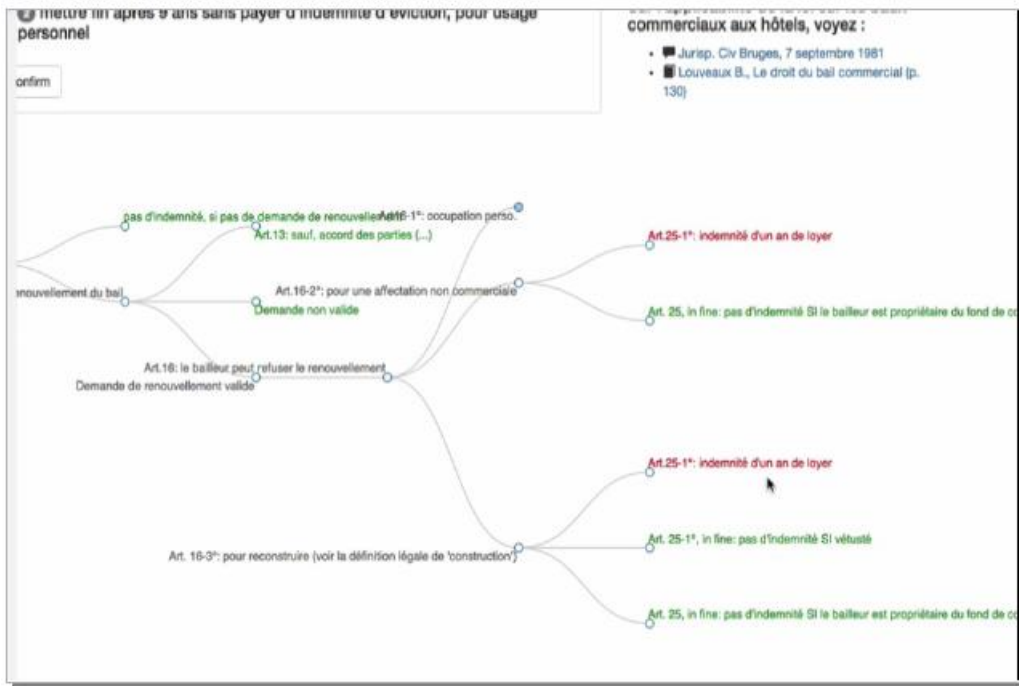 mettre fin après 9 ans sans payer d'indemnité d'éviction, pour usage
personnel
onfirm
commerciaux aux hôtels, voyez :
Jurisp. Civ Bruges, 7 septembre 1981
Louveaux B., Le droit du bail commercial (p.
130)
pas d'indemnité, si pas de demande de renouvellement
Art.16-1°: occupation perso.
Art.13: sauf, accord des parties (...)
Art.25-1°: indemnité d'un an de loyer
Art.16-2°: pour une affectation non commerciale
enouvellement du bail
Demande non valide
Art. 25, in fine: pas d'indemnité SI le bailleur est propriétaire du fond de co
Art.16: le bailleur peut refuser le renouvellement
Demande de renouvellement valide
Art.25-1°: indemnité d'un an de loyer
Art. 25-1°, in fine: pas d'indemnité SI vétusté
Art. 16-3°: pour reconstruire (voir la définition légale de 'construction')
Art. 25, in fine: pas d'indemnité SI le bailleur est propriétaire du fond de co